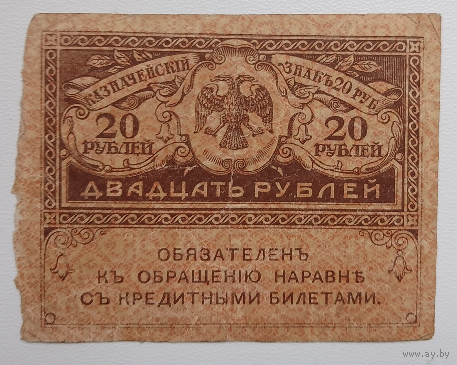 КАЗНАЧЕЙСКІЙ ЗНАКЪ 20 РУБ.
20 РУБЛЕЙ
20 РУБЛЕЙ
ДВАДЦАТЬ РУБЛЕЙ
ОБЯЗАТЕЛЕНЪ
КЪ ОБРАЩЕНІЮ НАРАВНѢ
СЪ КРЕДИТНЫМИ БИЛЕТАМИ.
www.ay.by